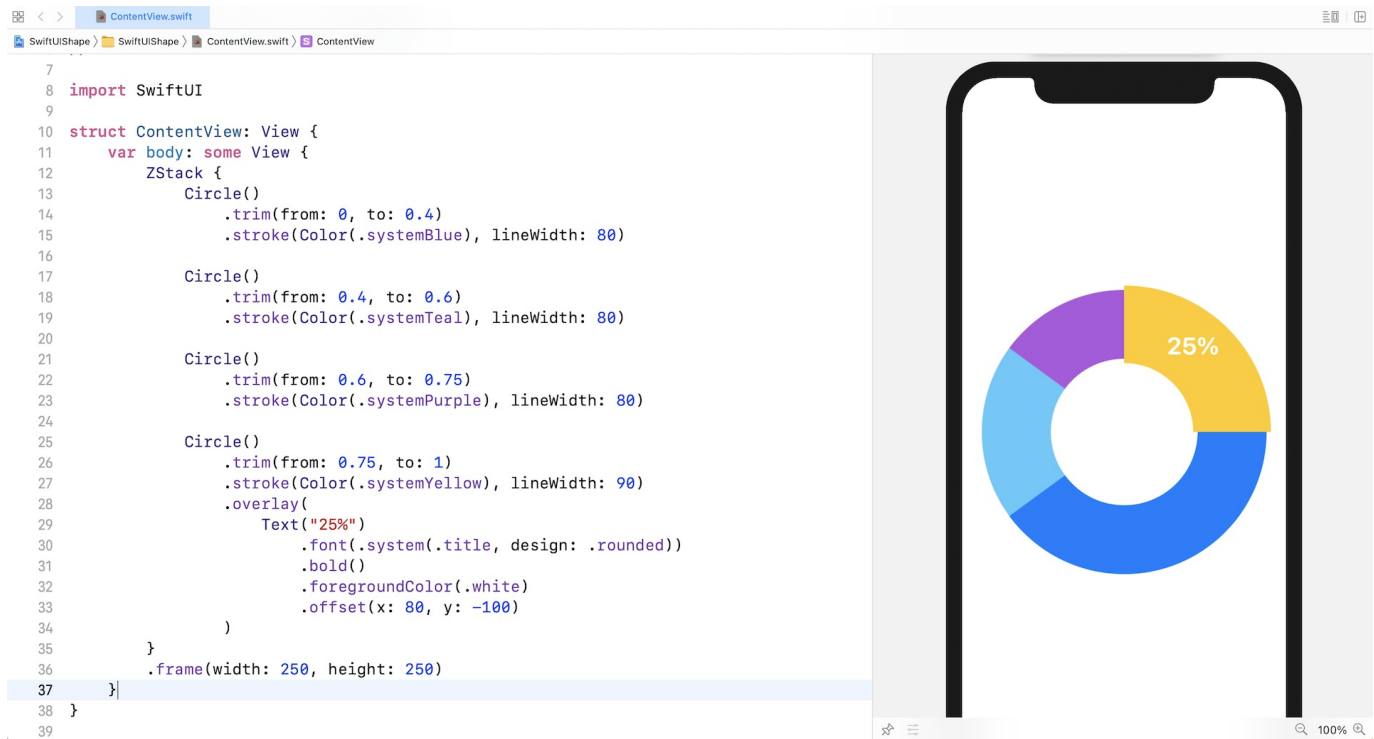 ContentView.swift
SwiftUIShape 〉 SwiftUIShape 〉 ContentView.swift 〉 S ContentView
7
8 import SwiftUI
9
10 struct ContentView: View {
11     var body: some View {
12         ZStack {
13             Circle()
14                 .trim(from: 0, to: 0.4)
15                 .stroke(Color(.systemBlue), lineWidth: 80)
16
17             Circle()
18                 .trim(from: 0.4, to: 0.6)
19                 .stroke(Color(.systemTeal), lineWidth: 80)
20
21             Circle()
22                 .trim(from: 0.6, to: 0.75)
23                 .stroke(Color(.systemPurple), lineWidth: 80)
24
25             Circle()
26                 .trim(from: 0.75, to: 1)
27                 .stroke(Color(.systemYellow), lineWidth: 90)
28                 .overlay(
29                     Text("25%")
30                         .font(.system(.title, design: .rounded))
31                         .bold()
32                         .foregroundColor(.white)
33                         .offset(x: 80, y: -100)
34                 )
35         }
36         .frame(width: 250, height: 250)
37     }
38 }
39
25%
100%